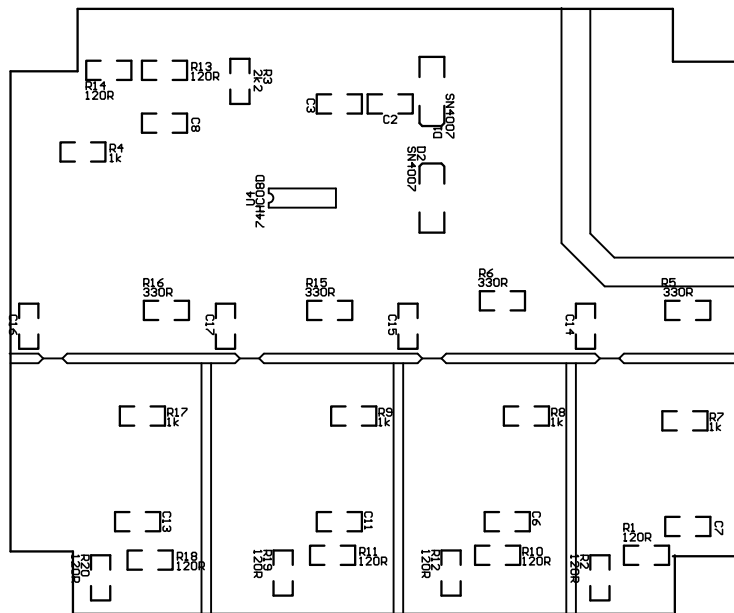 R13
120R
R14
120R
R3
2k2
C3
C2
SN4007
D1
C8
R4
1k
D2
SN4007
U4
74HC08D
R16
330R
R15
330R
R6
330R
R5
330R
C16
C17
C15
C14
R17
1k
R9
1k
R8
1k
R7
1k
C13
C11
C6
C7
R20
120R
R18
120R
R19
120R
R11
120R
R12
120R
R10
120R
R2
120R
R1
120R